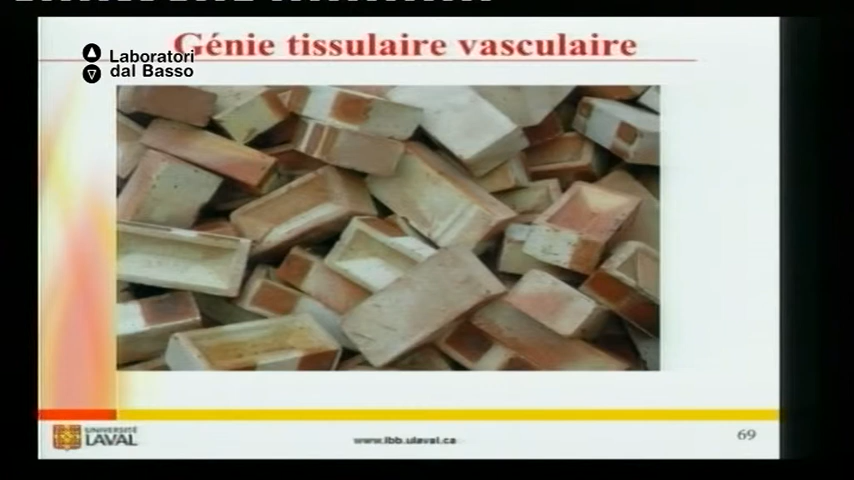 Génie tissulaire vasculaire
Laboratori
dal Basso
UNIVERSITÉ
LAVAL
www.lbb.ulaval.ca
69